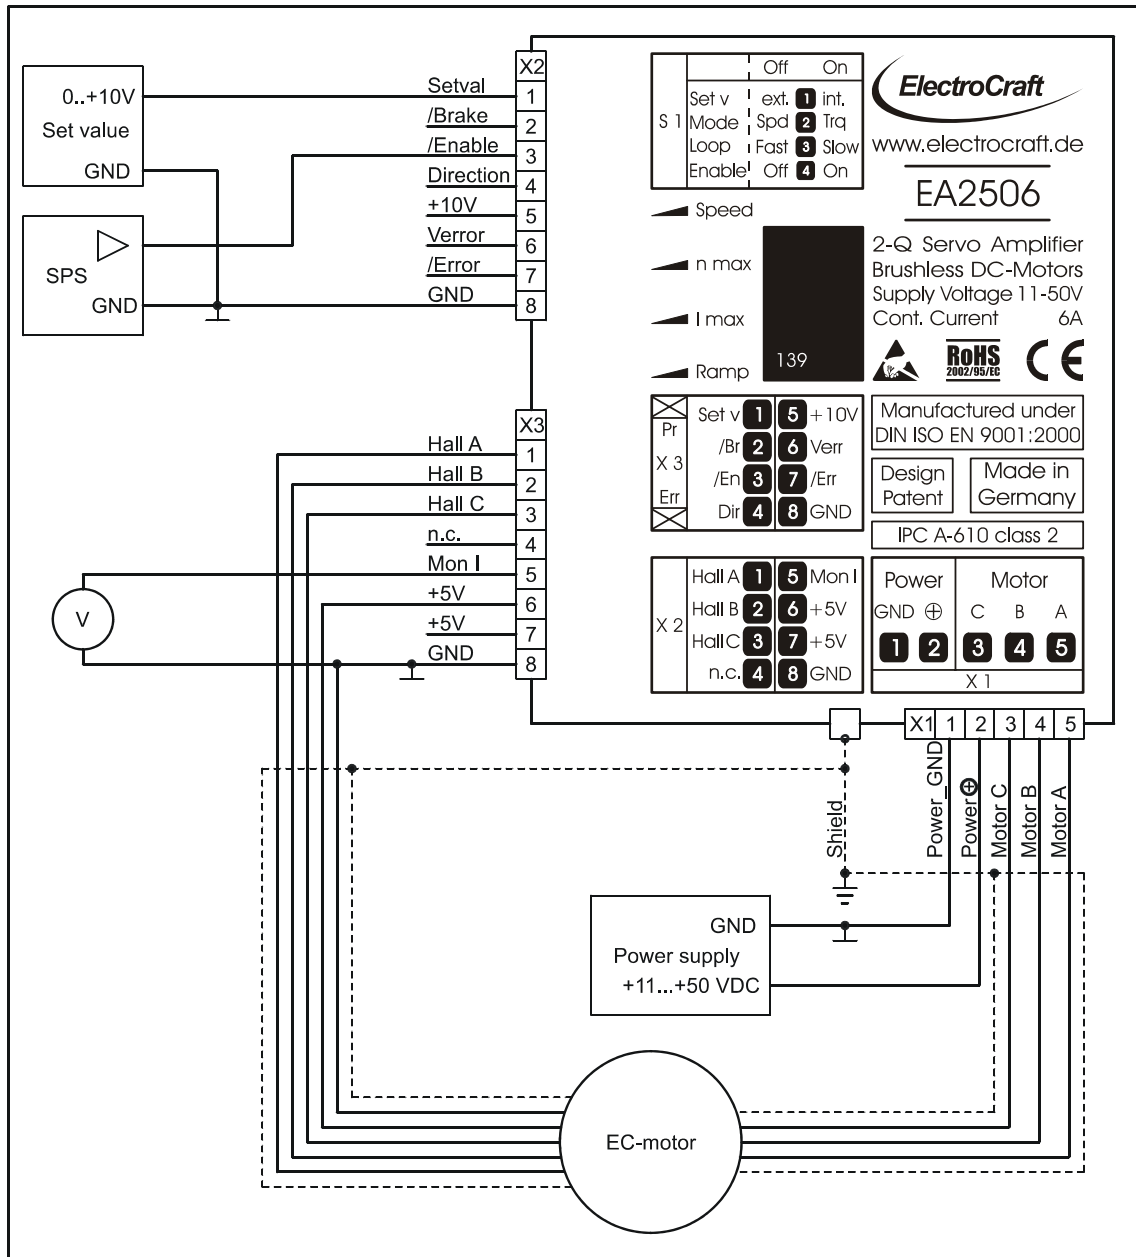 X2
0..+10V
Set value
GND
SPS
GND
Setval
/Brake
/Enable
Direction
+10V
Verror
/Error
GND
1
2
3
4
5
6
7
8
Off On
S 1
Set v ext. 1 int.
Mode Spd 2 Trq
Loop Fast 3 Slow
Enable Off 4 On
ElectroCraft
www.electrocraft.de
EA2506
Speed
n max
I max
Ramp
139
2-Q Servo Amplifier
Brushless DC-Motors
Supply Voltage 11-50V
Cont. Current 6A
RoHS
2002/95/EC
CE
X3
Hall A
Hall B
Hall C
n.c.
Mon I
+5V
+5V
GND
1
2
3
4
5
6
7
8
V
Pr
X 3
Err
Set v 1 5 +10V
/Br 2 6 Verr
/En 3 7 /Err
Dir 4 8 GND
Manufactured under
DIN ISO EN 9001:2000
Design
Patent
Made in
Germany
IPC A-610 class 2
X 2
Hall A 1 5 Mon I
Hall B 2 6 +5V
Hall C 3 7 +5V
n.c. 4 8 GND
Power Motor
GND ⊕ C B A
1 2 3 4 5
X 1
X1 1 2 3 4 5
Shield
Power_GND
Power⊕
Motor C
Motor B
Motor A
GND
Power supply
+11...+50 VDC
EC-motor